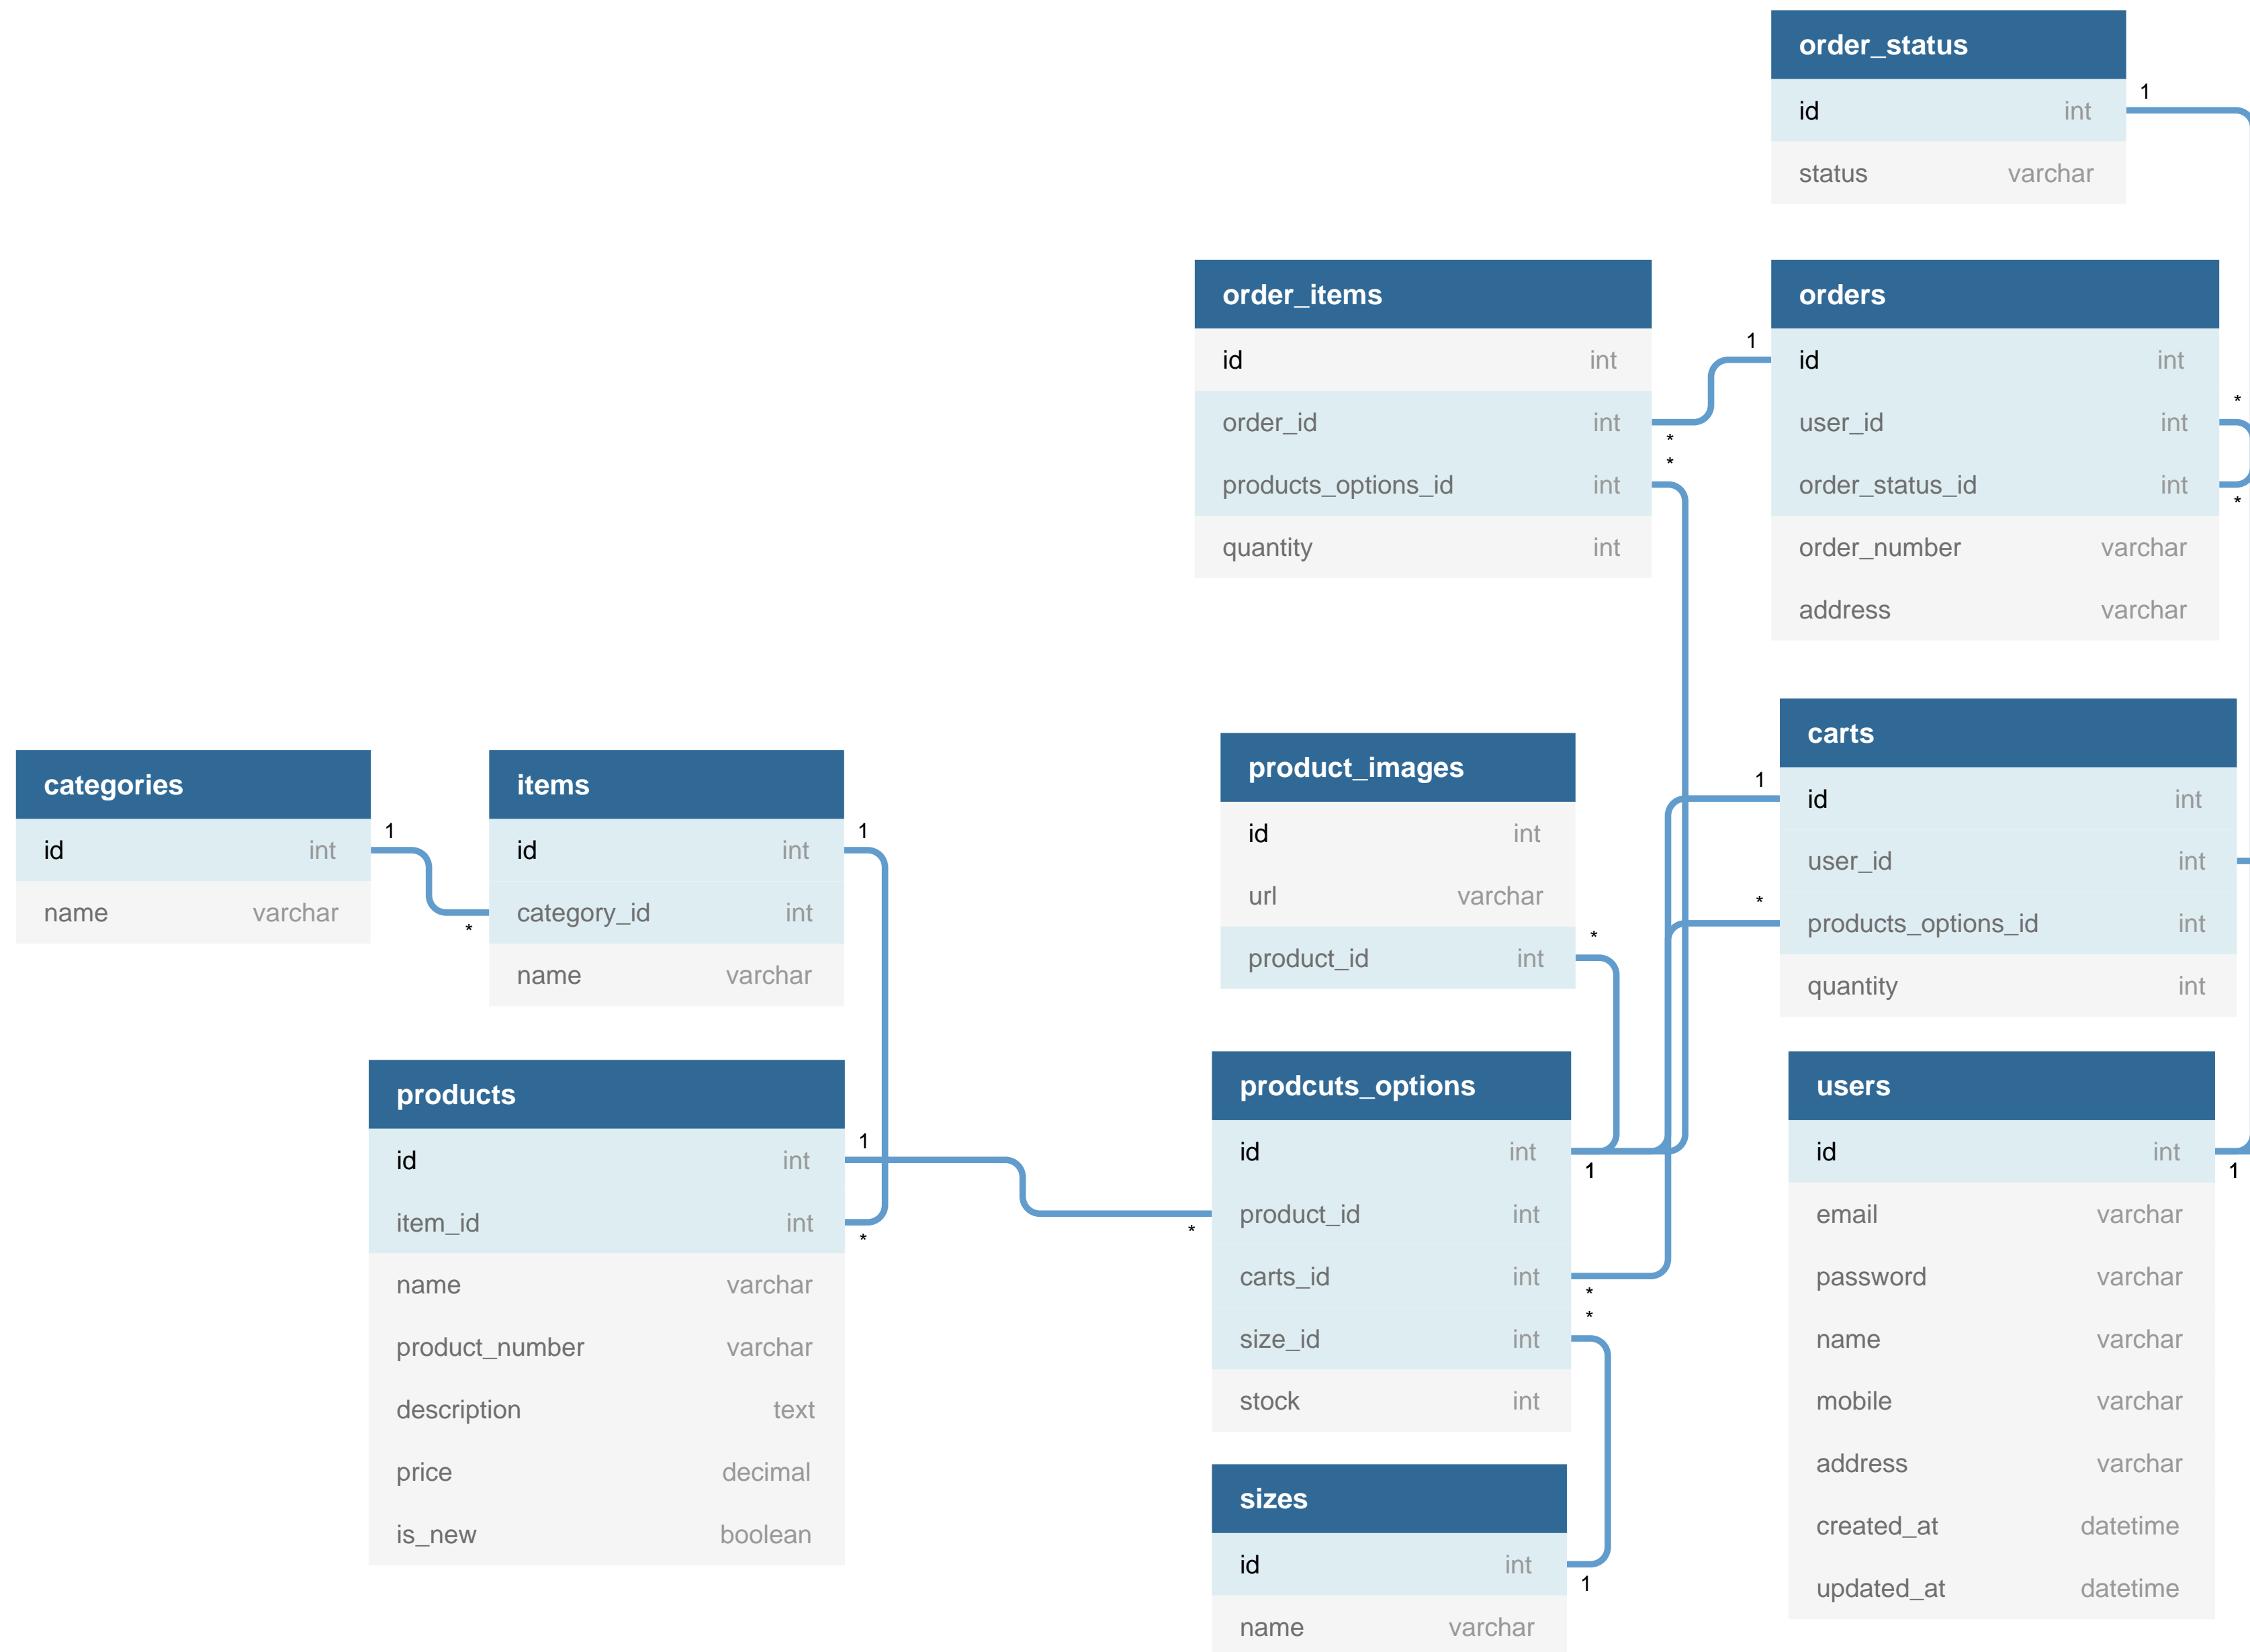 order_status
1
id int
status varchar
order_items
id int
order_id int
*
*
products_options_id int
quantity int
orders
1
id int
*
user_id int
order_status_id int
*
order_number varchar
address varchar
categories
1
id int
name varchar
items
1
id int
category_id int
*
name varchar
product_images
id int
url varchar
*
product_id int
carts
1
id int
user_id int
*
products_options_id int
quantity int
products
1
id int
item_id int
*
name varchar
product_number varchar
description text
price decimal
is_new boolean
prodcuts_options
id int
1
product_id int
*
carts_id int
*
*
size_id int
stock int
users
id int
1
email varchar
password varchar
name varchar
mobile varchar
address varchar
created_at datetime
updated_at datetime
sizes
id int
1
name varchar